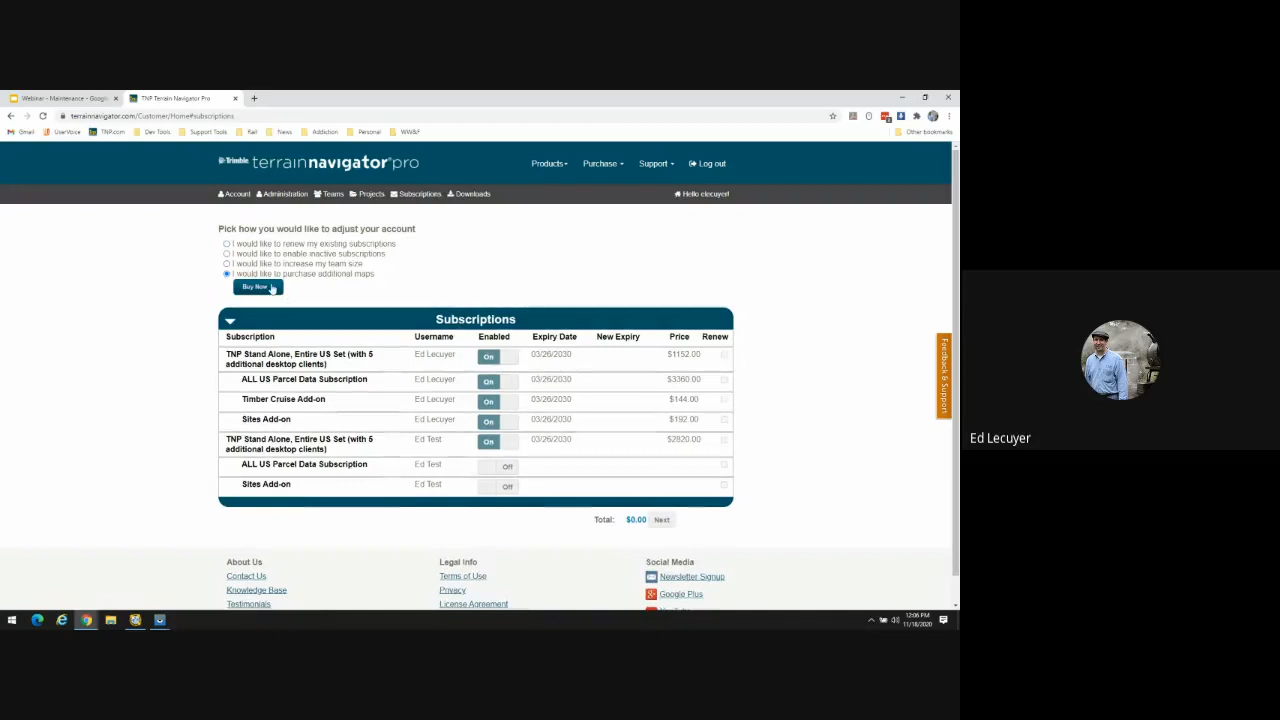 Webinar - Maintenance - Google
TNP Terrain Navigator Pro
terrainnavigator.com/Customer/Home#subscriptions
Gmail UserVoice TNP.com Dev Tools Support Tools Rail News Addiction Personal WW&F Other bookmarks
Trimble terrainnavigator pro
Products Purchase Support Log out
Account Administration Teams Projects Subscriptions Downloads Hello elecuyer!
Pick how you would like to adjust your account
I would like to renew my existing subscriptions
I would like to enable inactive subscriptions
I would like to increase my team size
I would like to purchase additional maps
Buy Now
Subscriptions
Subscription Username Enabled Expiry Date New Expiry Price Renew
TNP Stand Alone, Entire US Set (with 5 additional desktop clients) Ed Lecuyer On 03/26/2030 $1152.00
ALL US Parcel Data Subscription Ed Lecuyer On 03/26/2030 $3360.00
Timber Cruise Add-on Ed Lecuyer On 03/26/2030 $144.00
Sites Add-on Ed Lecuyer On 03/26/2030 $192.00
TNP Stand Alone, Entire US Set (with 5 additional desktop clients) Ed Test On 03/26/2030 $2820.00
ALL US Parcel Data Subscription Ed Test Off
Sites Add-on Ed Test Off
Total: $0.00 Next
Feedback & Support
About Us Legal Info Social Media
Contact Us Terms of Use Newsletter Signup
Knowledge Base Privacy Google Plus
Testimonials License Agreement
12:06 PM
11/18/2020
Ed Lecuyer